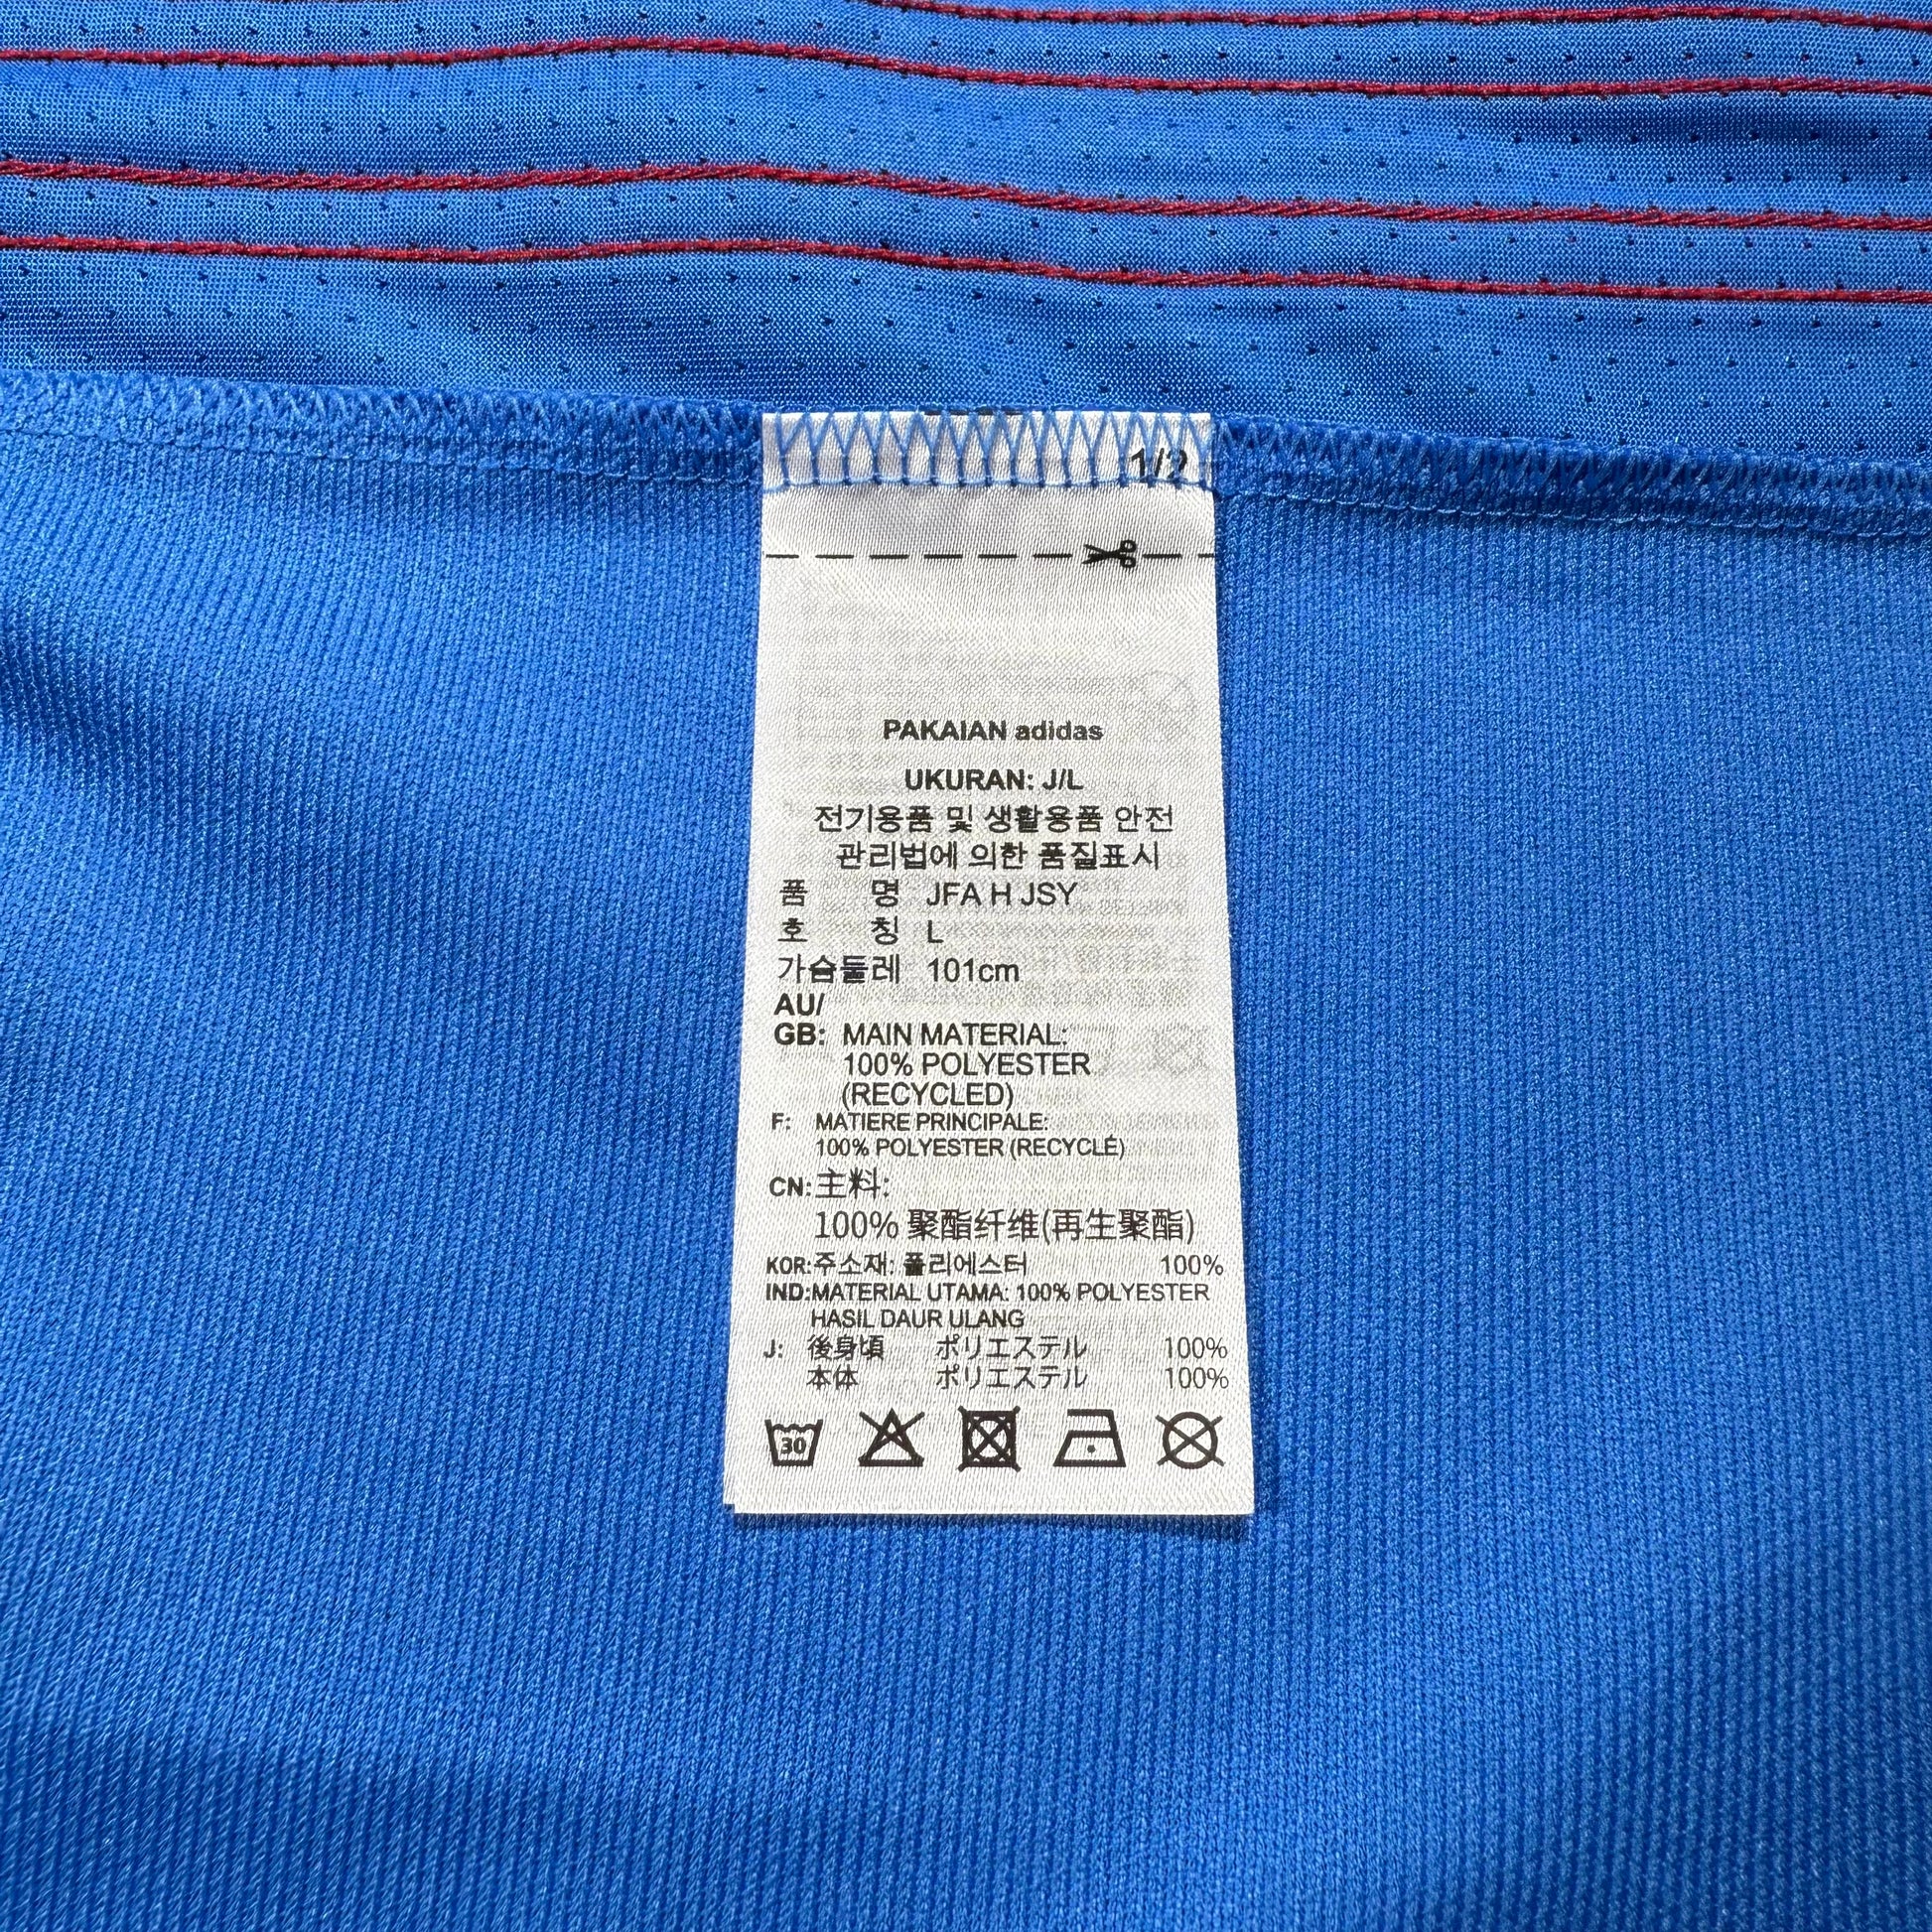 1/2
PAKAIAN adidas
UKURAN: J/L
전기용품 및 생활용품 안전
관리법에 의한 품질표시
품 명 JFA H JSY
호 칭 L
가슴둘레 101cm
AU/
GB: MAIN MATERIAL:
100% POLYESTER
(RECYCLED)
F: MATIERE PRINCIPALE:
100% POLYESTER (RECYCLÉ)
CN:主料:
100% 聚酯纤维(再生聚酯)
KOR:주소재: 폴리에스터 100%
IND:MATERIAL UTAMA: 100% POLYESTER
HASIL DAUR ULANG
J: 後身頃 ポリエステル 100%
本体 ポリエステル 100%
30